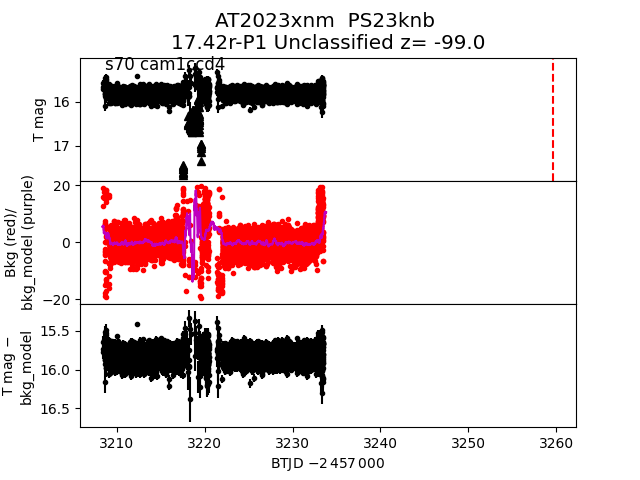 AT2023xnm  PS23knb
17.42r-P1 Unclassified z= -99.0
s70 cam1ccd4
T mag
16
17
Bkg (red)/
bkg_model (purple)
20
0
−20
T mag −
bkg_model
15.5
16.0
16.5
3210
3220
3230
3240
3250
3260
BTJD −2 457 000